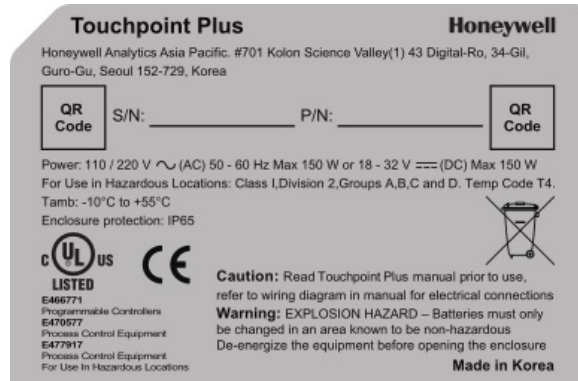 Touchpoint Plus
Honeywell
Honeywell Analytics Asia Pacific. #701 Kolon Science Valley(1) 43 Digital-Ro, 34-Gil,
Guro-Gu, Seoul 152-729, Korea
QR
Code
S/N:
P/N:
QR
Code
Power: 110 / 220 V ～ (AC) 50 - 60 Hz Max 150 W or 18 - 32 V ⎓ (DC) Max 150 W
For Use in Hazardous Locations: Class I,Division 2,Groups A,B,C and D. Temp Code T4.
Tamb: -10°C to +55°C
Enclosure protection: IP65
C UL US
LISTED
CE
E466771
Programmable Controllers
E470577
Process Control Equipment
E477917
Process Control Equipment
For Use In Hazardous Locations
Caution: Read Touchpoint Plus manual prior to use,
refer to wiring diagram in manual for electrical connections
Warning: EXPLOSION HAZARD – Batteries must only
be changed in an area known to be non-hazardous
De-energize the equipment before opening the enclosure
Made in Korea